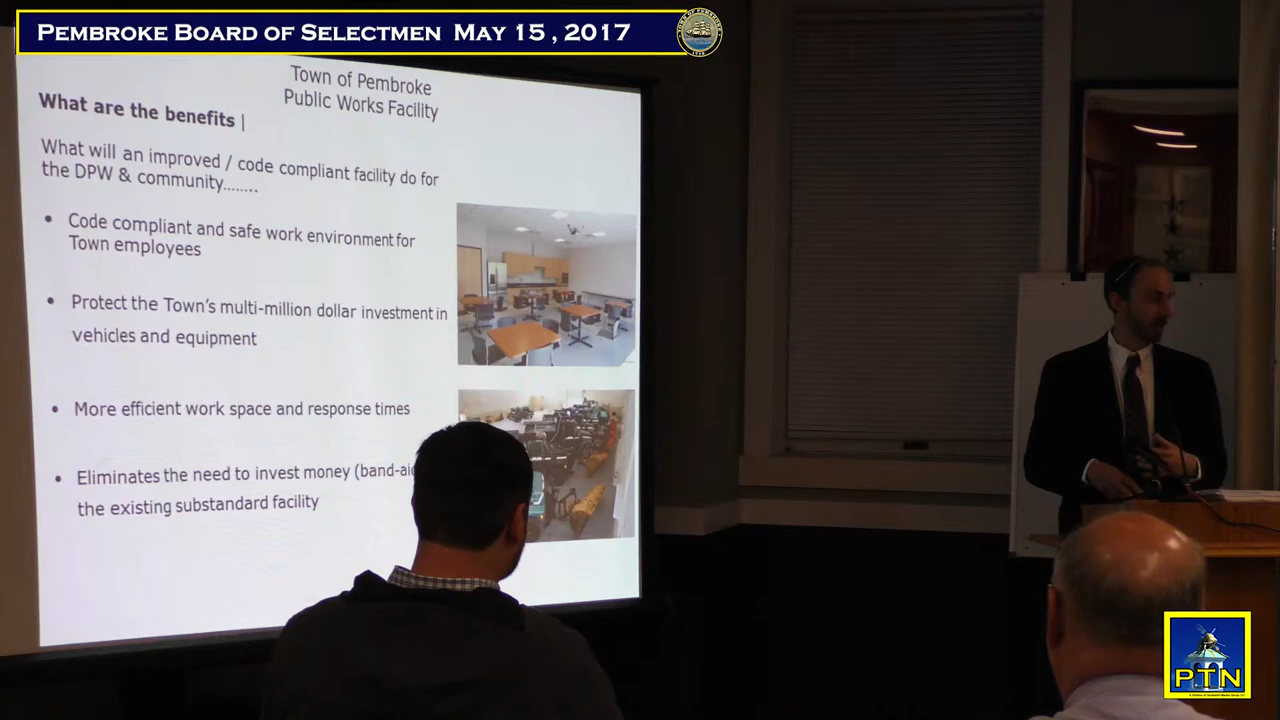 PEMBROKE BOARD OF SELECTMEN MAY 15 , 2017
Town of Pembroke
Public Works Facility
What are the benefits |
What will an improved / code compliant facility do for
the DPW & community........
• Code compliant and safe work environment for
Town employees
• Protect the Town's multi-million dollar investment in
vehicles and equipment
• More efficient work space and response times
• Eliminates the need to invest money (band-aid
the existing substandard facility
PTN